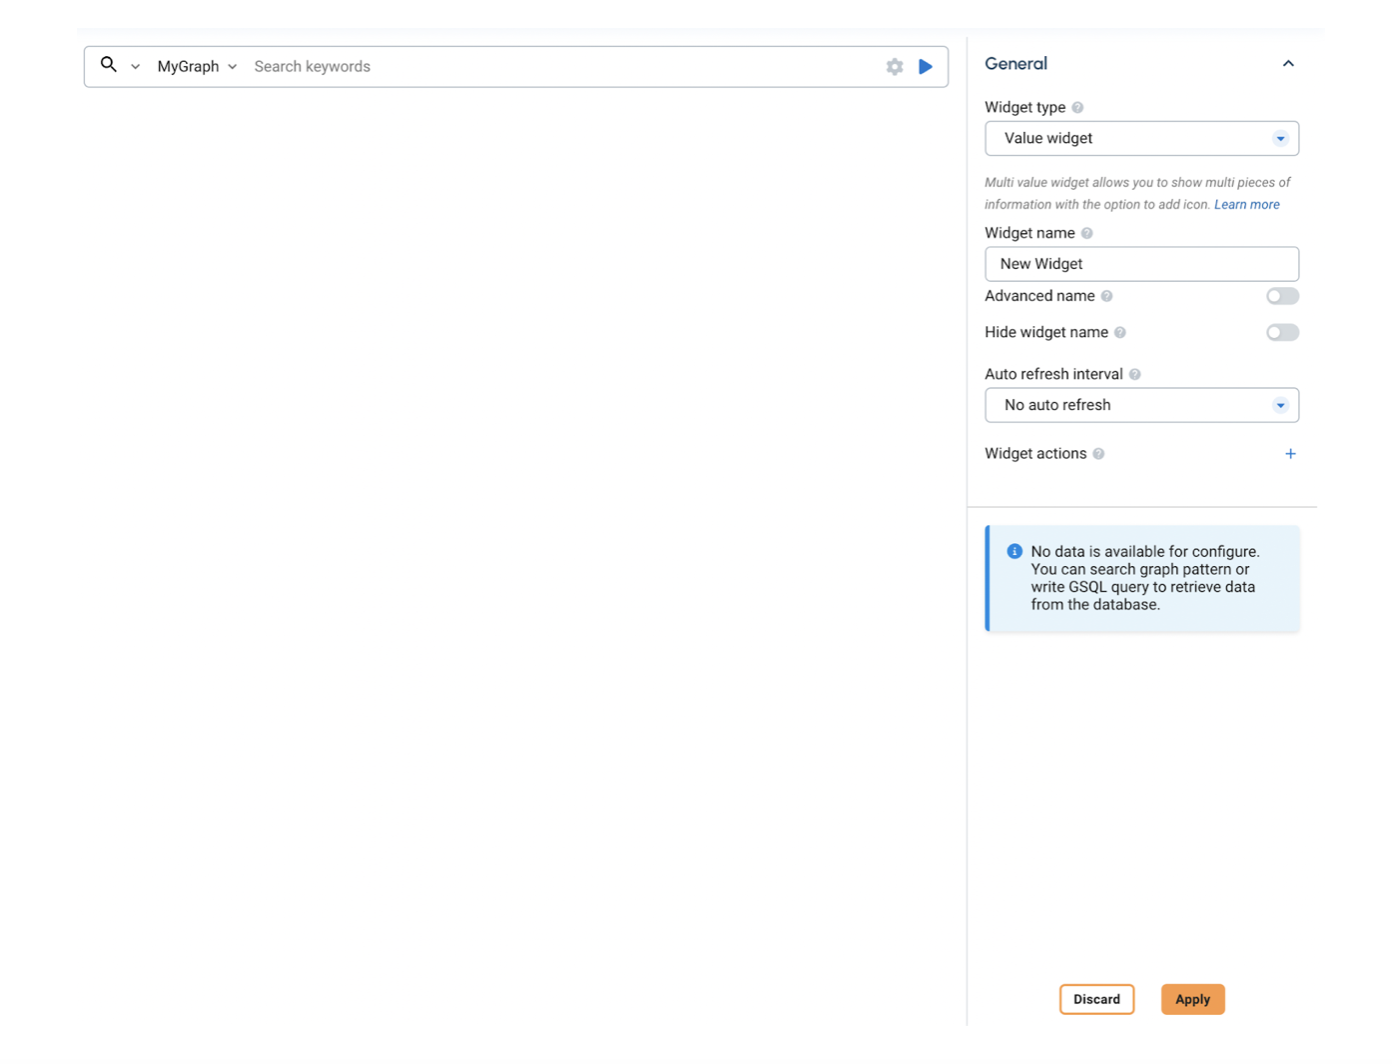 MyGraph Search keywords
General
Widget type
Value widget
Multi value widget allows you to show multi pieces of
information with the option to add icon. Learn more
Widget name
New Widget
Advanced name
Hide widget name
Auto refresh interval
No auto refresh
Widget actions
No data is available for configure.
You can search graph pattern or
write GSQL query to retrieve data
from the database.
Discard Apply